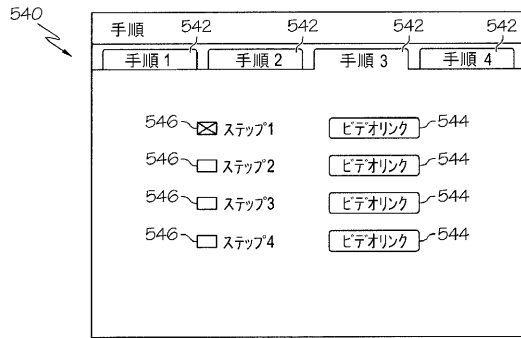 540
手順 542 542 542 542
手順 1 手順 2 手順 3 手順 4
546 ステップ1 ビデオリンク 544
546 ステップ2 ビデオリンク 544
546 ステップ3 ビデオリンク 544
546 ステップ4 ビデオリンク 544